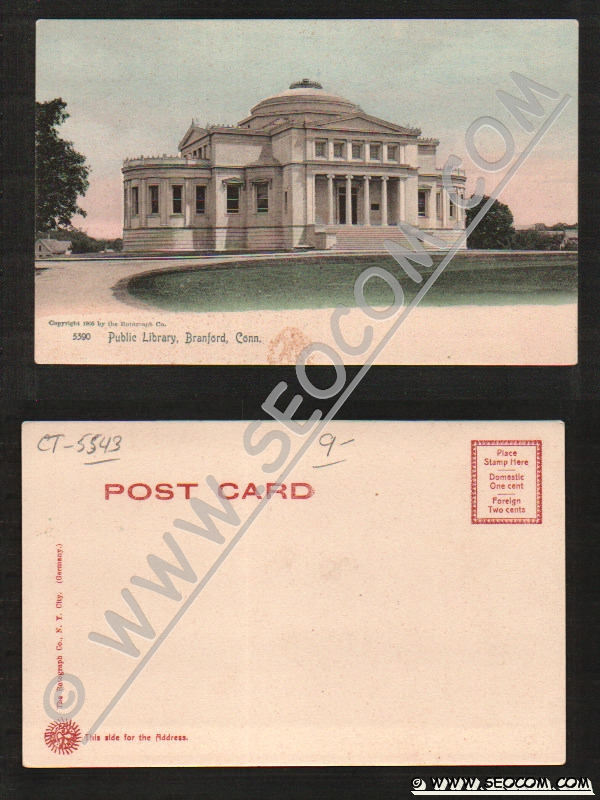 Copyright 1905 by the Rotograph Co.
5390 Public Library, Branford, Conn.
© WWW.SEOCOM.COM
CT-5543
9-
POST CARD
Place
Stamp Here
Domestic
One cent
Foreign
Two cents
The Rotograph Co., N. Y. City. (Germany.)
This side for the Address.
© WWW.SEOCOM.COM